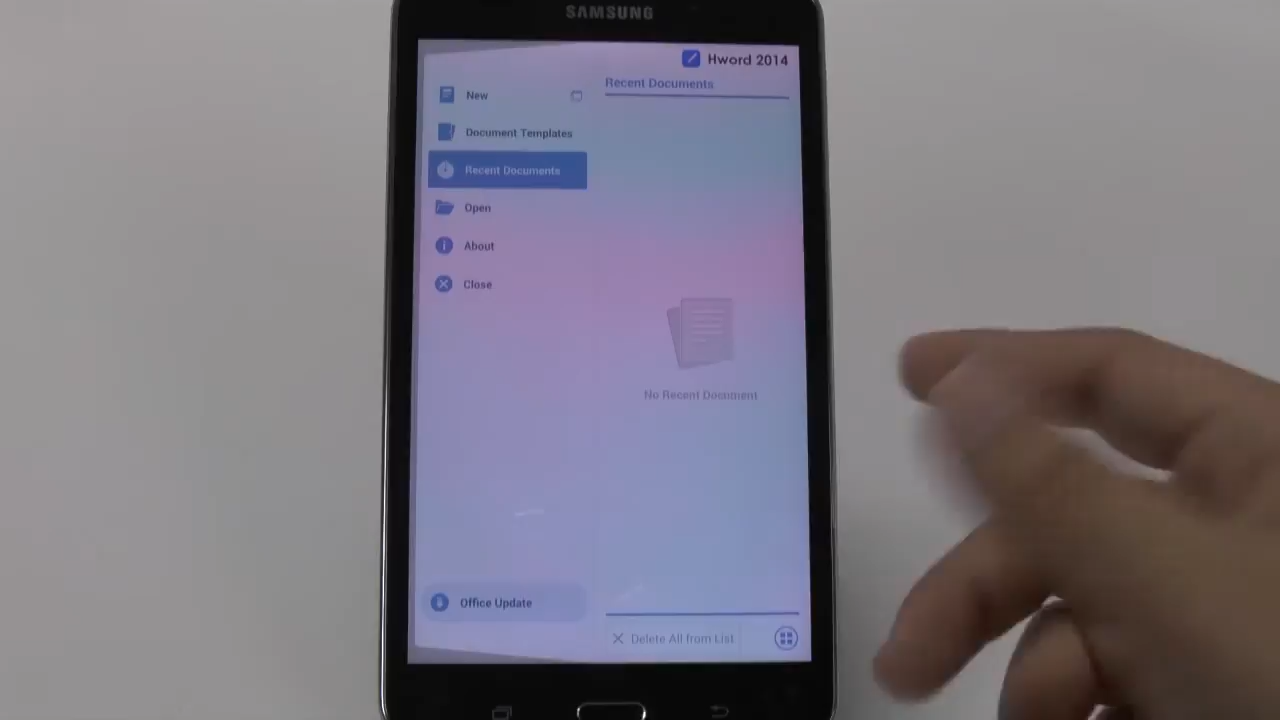 SAMSUNG
Hword 2014
New
Document Templates
Recent Documents
Open
About
Close
Office Update
Recent Documents
No Recent Document
Delete All from List